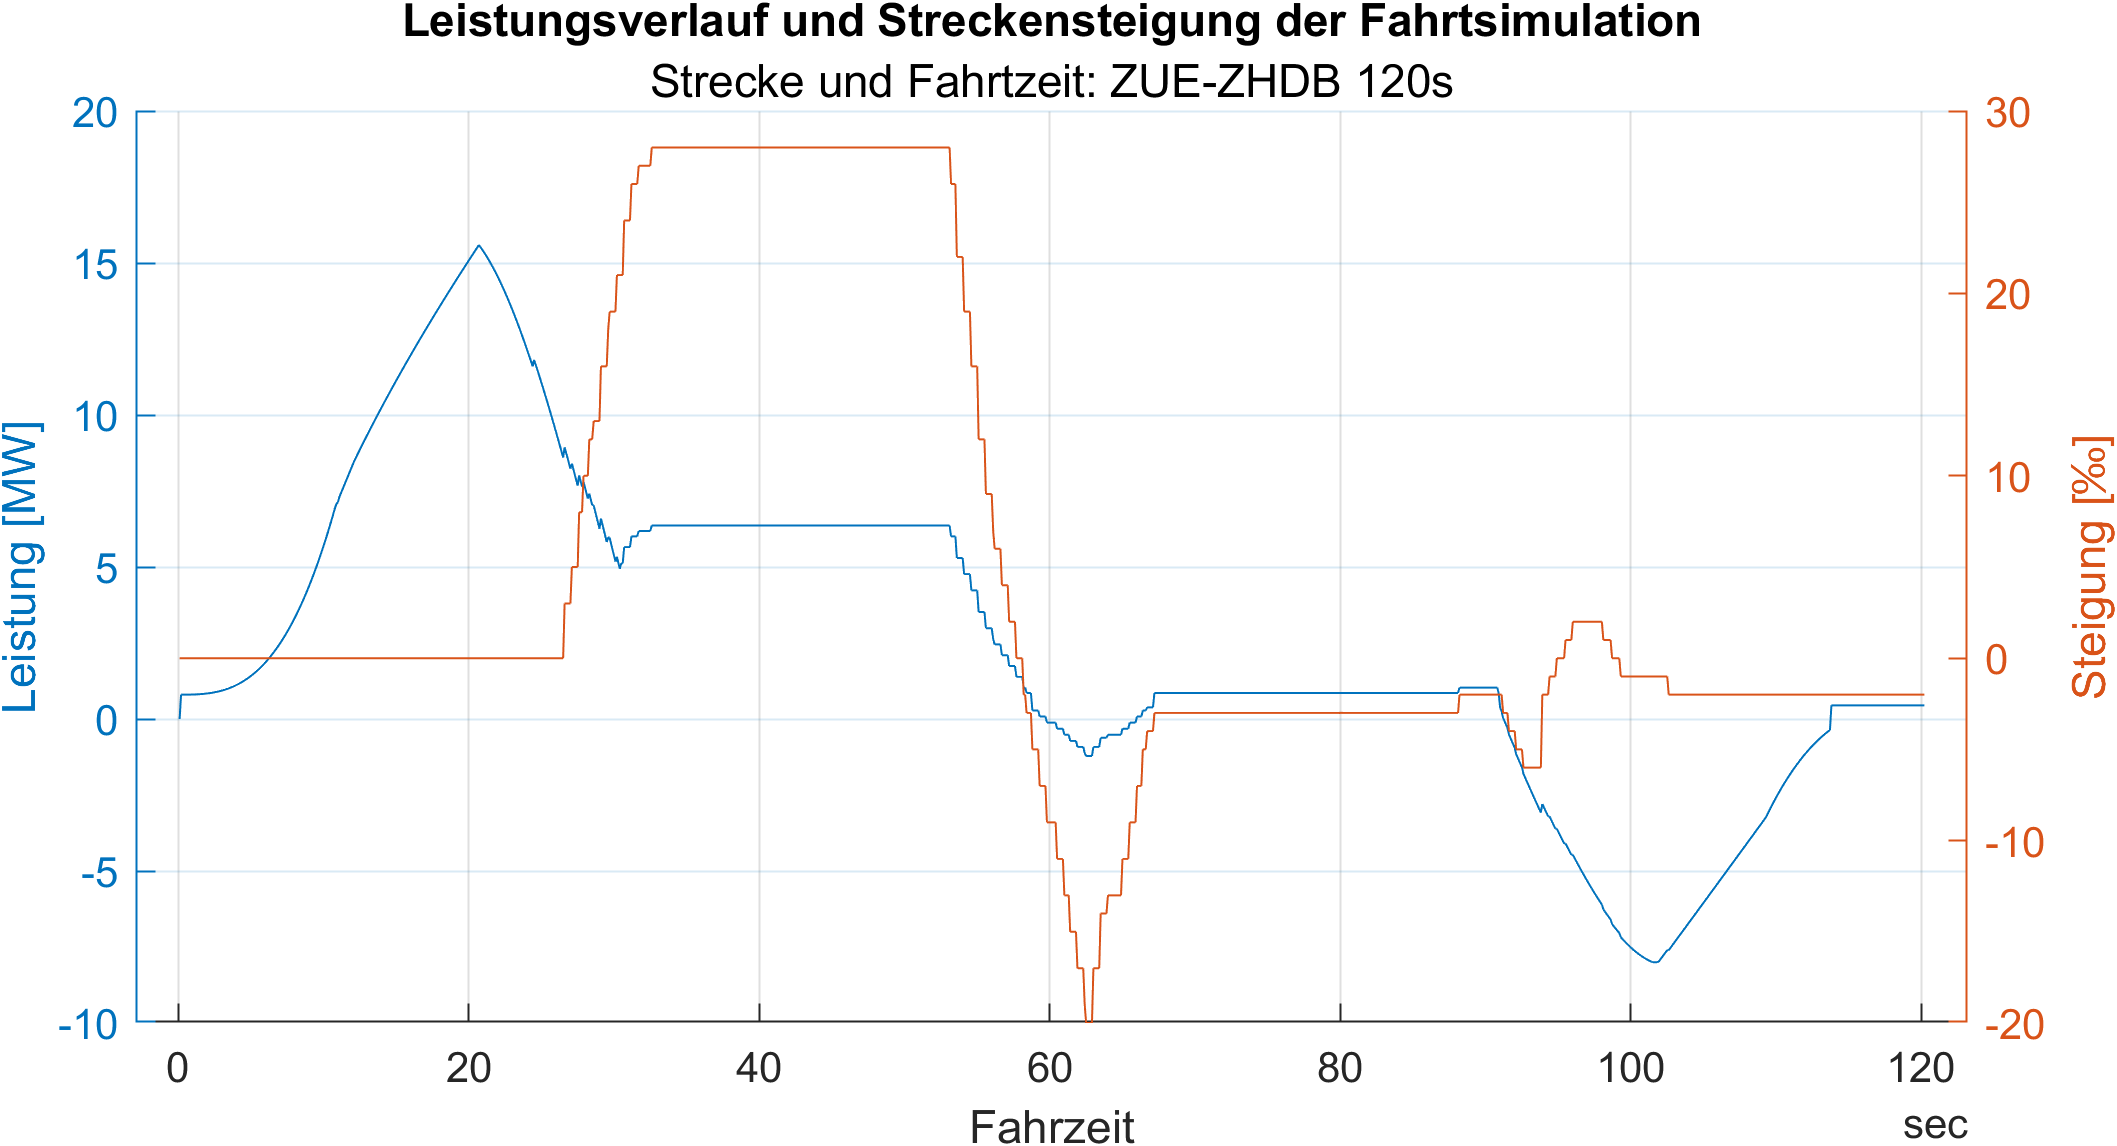 Leistungsverlauf und Streckensteigung der Fahrtsimulation
Strecke und Fahrtzeit: ZUE-ZHDB 120s
Leistung [MW]
20
15
10
5
0
-5
-10
30
20
10
0
-10
-20
Steigung [‰]
0 20 40 60 80 100 120
Fahrzeit
sec